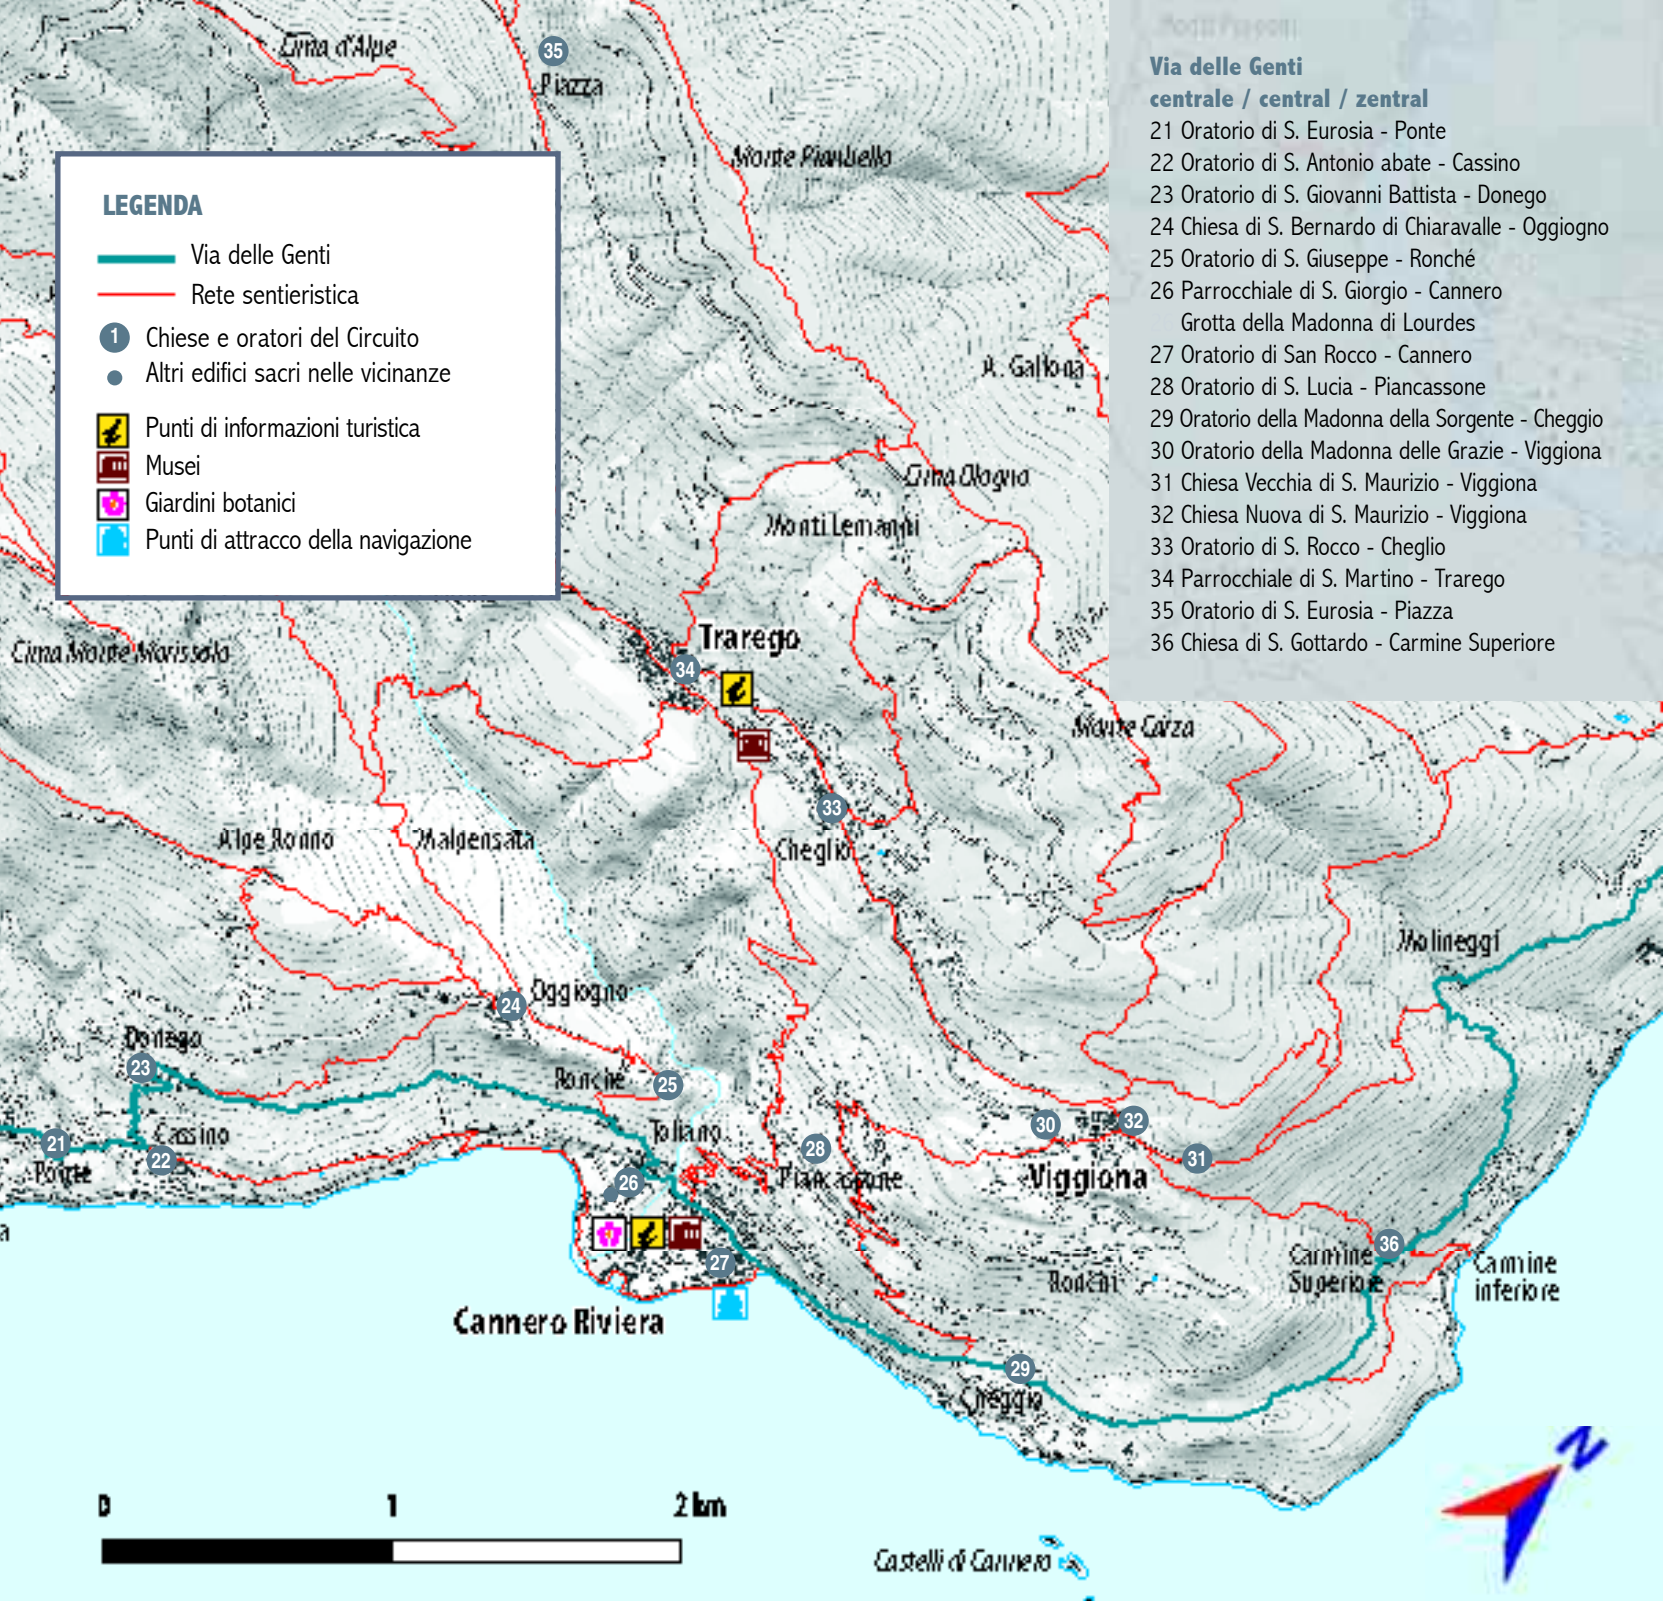 Cima d'Alpe
35
Piazza
Monte Pianbello
Via delle Genti
centrale / central / zentral
21 Oratorio di S. Eurosia - Ponte
22 Oratorio di S. Antonio abate - Cassino
23 Oratorio di S. Giovanni Battista - Donego
24 Chiesa di S. Bernardo di Chiaravalle - Oggiogno
25 Oratorio di S. Giuseppe - Ronché
26 Parrocchiale di S. Giorgio - Cannero
Grotta della Madonna di Lourdes
27 Oratorio di San Rocco - Cannero
28 Oratorio di S. Lucia - Piancassone
29 Oratorio della Madonna della Sorgente - Cheggio
30 Oratorio della Madonna delle Grazie - Viggiona
31 Chiesa Vecchia di S. Maurizio - Viggiona
32 Chiesa Nuova di S. Maurizio - Viggiona
33 Oratorio di S. Rocco - Cheglio
34 Parrocchiale di S. Martino - Trarego
35 Oratorio di S. Eurosia - Piazza
36 Chiesa di S. Gottardo - Carmine Superiore
LEGENDA
Via delle Genti
Rete sentieristica
1 Chiese e oratori del Circuito
Altri edifici sacri nelle vicinanze
Punti di informazioni turistica
Musei
Giardini botanici
Punti di attracco della navigazione
A. Gallona
Cima Ologno
Monti Lemanni
Trarego
34
Cima Monte Morissolo
Monte Carza
33
Cheglio
Alpe Ronno
Malpensata
Molineggi
Oggiogno
24
Donego
23
Ronche
25
Cassino
21
22
Ponte
Toliano
28
Piancassone
30
32
31
Viggiona
26
27
Cannero Riviera
Ronchi
36
Carmine
Superiore
Carmine
inferiore
29
Cheggio
0 1 2 km
Castelli di Cannero
N